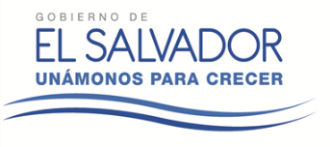 GOBIERNO DE
EL SALVADOR
UNÁMONOS PARA CRECER